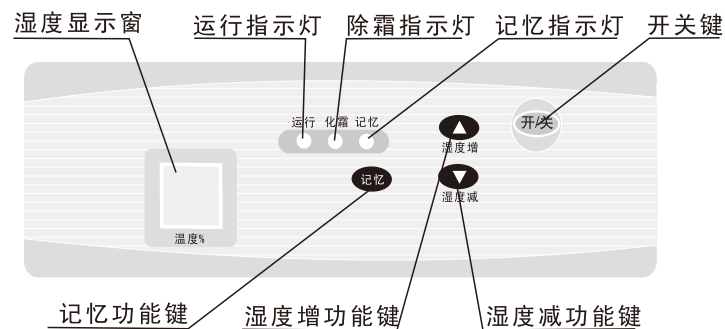 湿度显示窗 运行指示灯 除霜指示灯 记忆指示灯 开关键
运行 化霜 记忆
开/关
湿度增
记忆
湿度减
温度%
记忆功能键 湿度增功能键 湿度减功能键